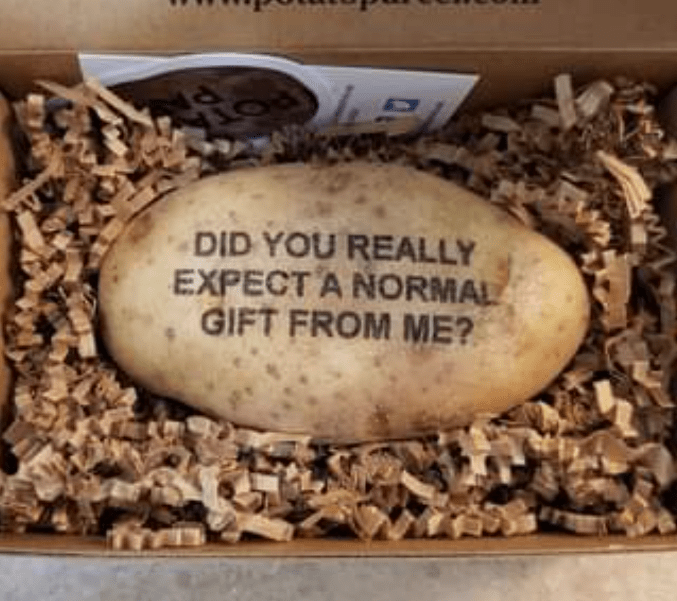 DID YOU REALLY
EXPECT A NORMAL
GIFT FROM ME?